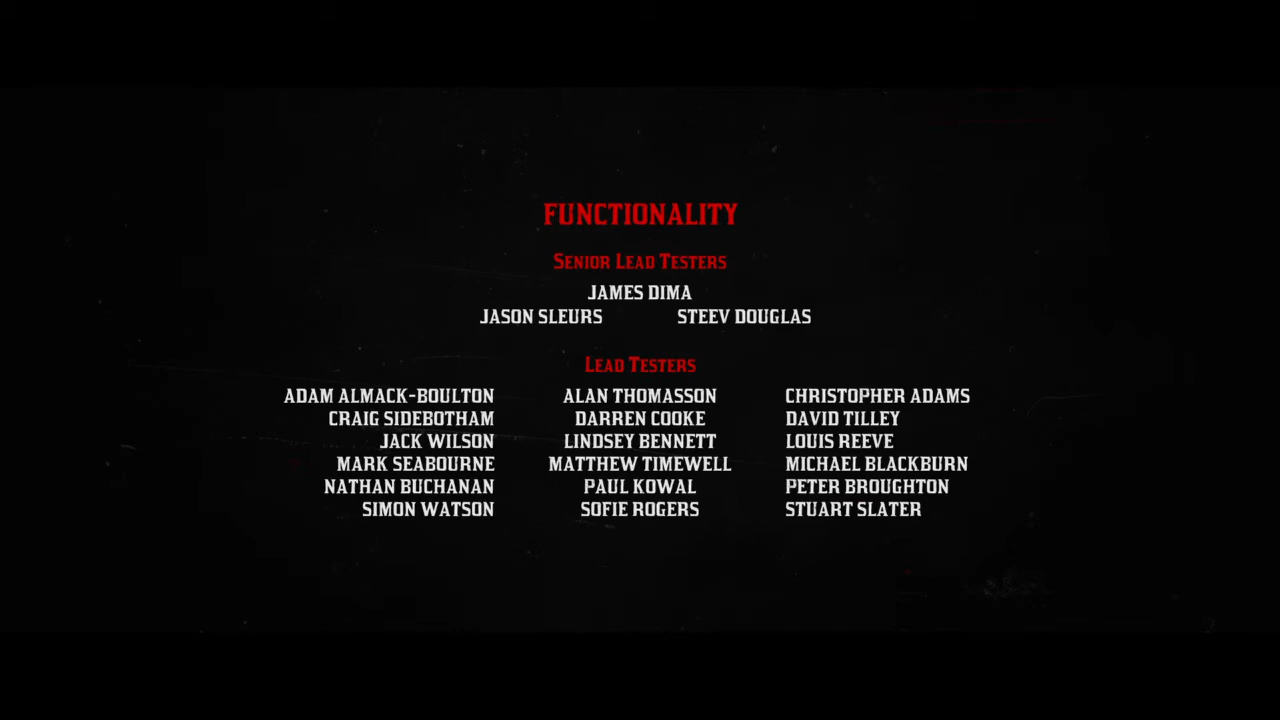 FUNCTIONALITY
SENIOR LEAD TESTERS
JAMES DIMA
JASON SLEURS STEEV DOUGLAS
LEAD TESTERS
ADAM ALMACK-BOULTON ALAN THOMASSON CHRISTOPHER ADAMS
CRAIG SIDEBOTHAM DARREN COOKE DAVID TILLEY
JACK WILSON LINDSEY BENNETT LOUIS REEVE
MARK SEABOURNE MATTHEW TIMEWELL MICHAEL BLACKBURN
NATHAN BUCHANAN PAUL KOWAL PETER BROUGHTON
SIMON WATSON SOFIE ROGERS STUART SLATER